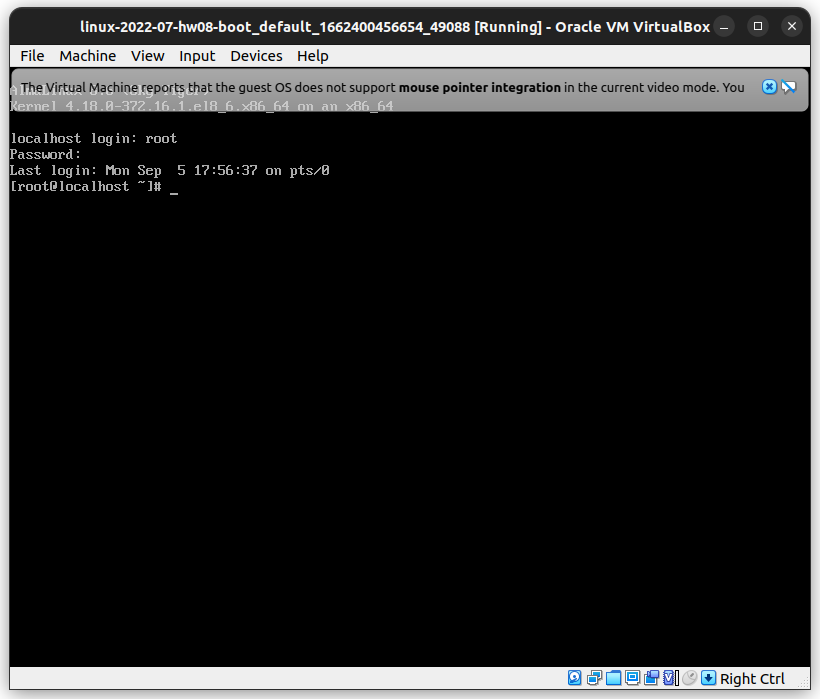 linux-2022-07-hw08-boot_default_1662400456654_49088 [Running] - Oracle VM VirtualBox
File Machine View Input Devices Help
The Virtual Machine reports that the guest OS does not support mouse pointer integration in the current video mode. You
Kernel 4.18.0-372.16.1.el8_6.x86_64 on an x86_64
localhost login: root
Password:
Last login: Mon Sep  5 17:56:37 on pts/0
[root@localhost ~]# _
Right Ctrl